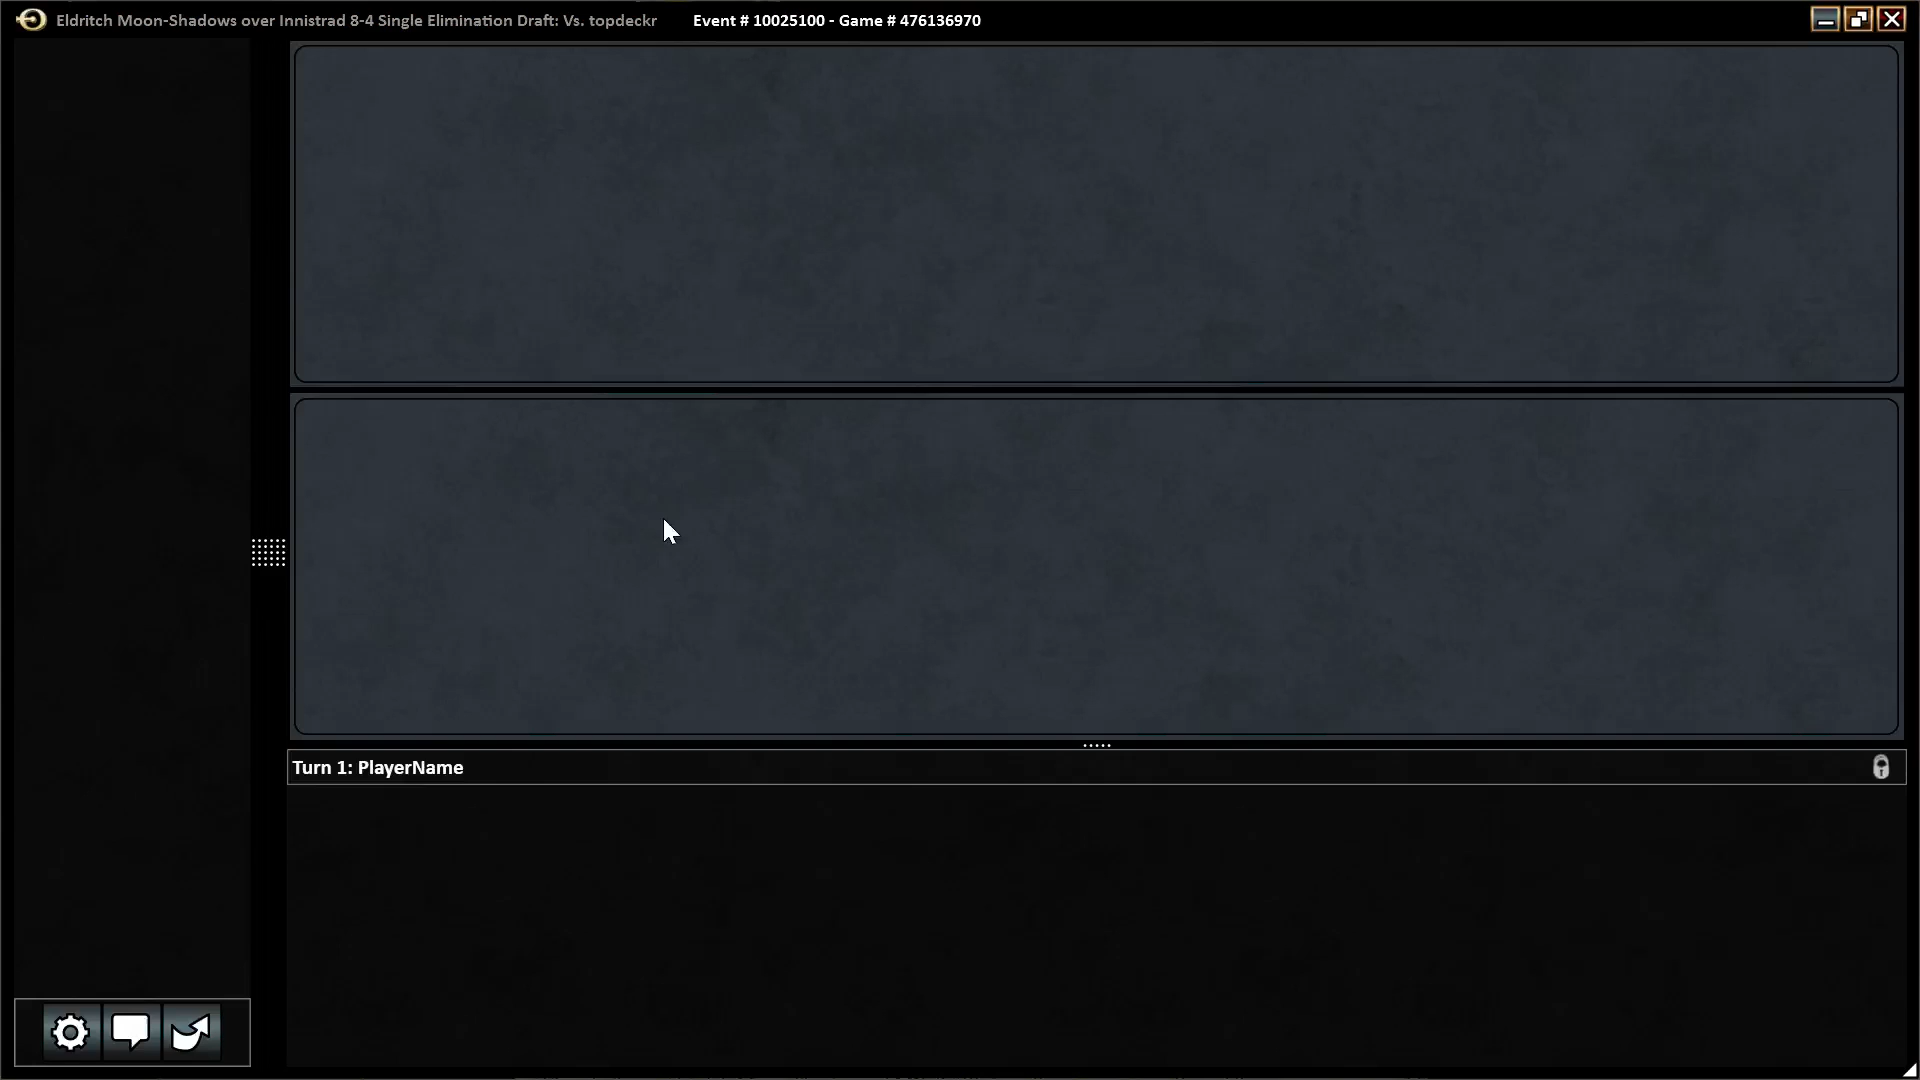 Eldritch Moon-Shadows over Innistrad 8-4 Single Elimination Draft: Vs. topdeckr Event # 10025100 - Game # 476136970
Turn 1: PlayerName